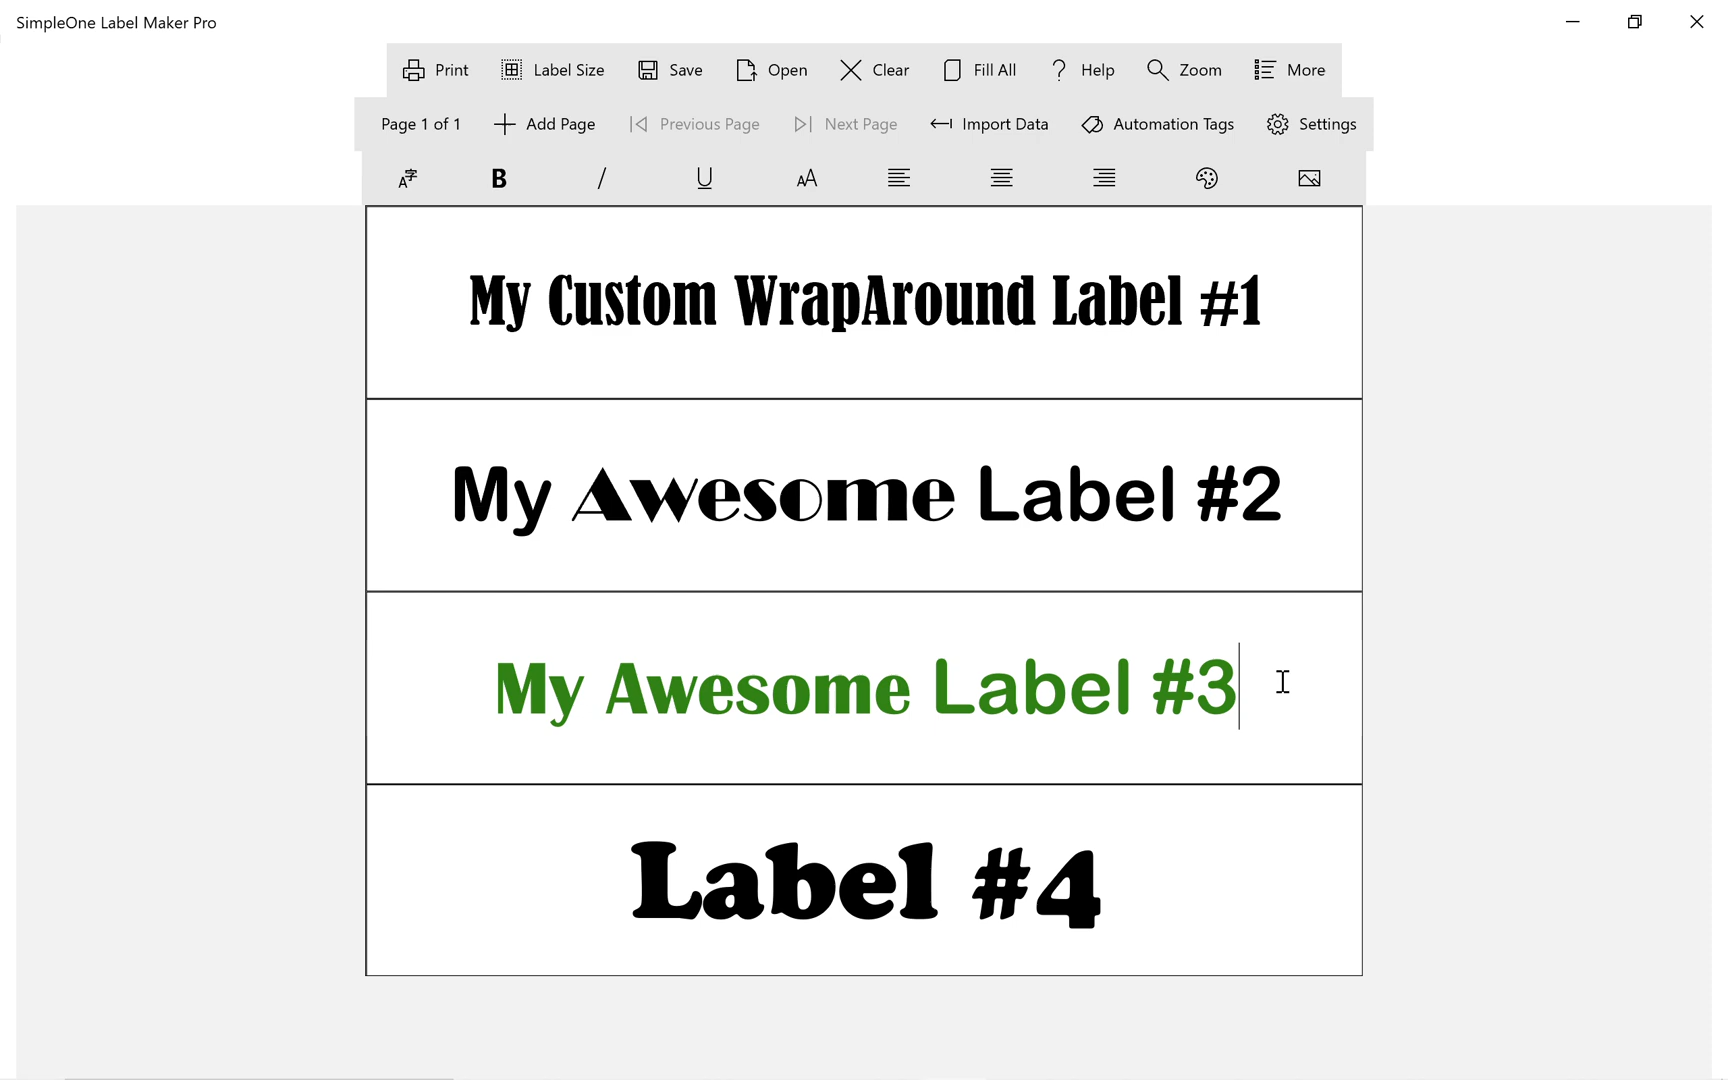 SimpleOne Label Maker Pro
Print Label Size Save Open Clear Fill All Help Zoom More
Page 1 of 1 Add Page Previous Page Next Page Import Data Automation Tags Settings
My Custom WrapAround Label #1
My Awesome Label #2
My Awesome Label #3
Label #4